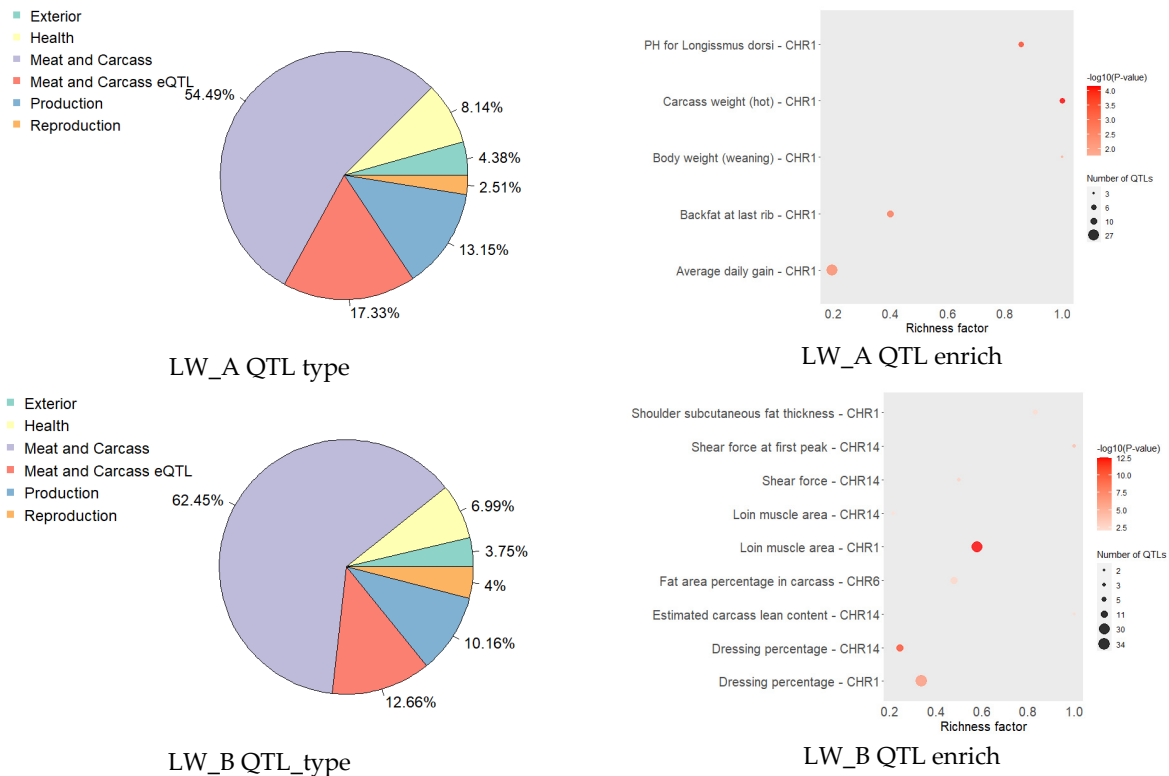 Exterior
Health
Meat and Carcass
Meat and Carcass eQTL
Production
Reproduction
54.49%
8.14%
4.38%
2.51%
13.15%
17.33%
LW_A QTL type
PH for Longissmus dorsi - CHR1
Carcass weight (hot) - CHR1
Body weight (weaning) - CHR1
Backfat at last rib - CHR1
Average daily gain - CHR1
0.2 0.4 0.6 0.8 1.0
Richness factor
-log10(P-value)
4.0
3.5
3.0
2.5
2.0
Number of QTLs
3
6
10
27
LW_A QTL enrich
Exterior
Health
Meat and Carcass
Meat and Carcass eQTL
Production
Reproduction
62.45%
6.99%
3.75%
4%
10.16%
12.66%
LW_B QTL_type
Shoulder subcutaneous fat thickness - CHR1
Shear force at first peak - CHR14
Shear force - CHR14
Loin muscle area - CHR14
Loin muscle area - CHR1
Fat area percentage in carcass - CHR6
Estimated carcass lean content - CHR14
Dressing percentage - CHR14
Dressing percentage - CHR1
0.2 0.4 0.6 0.8 1.0
Richness factor
-log10(P-value)
12.5
10.0
7.5
5.0
2.5
Number of QTLs
2
3
5
11
30
34
LW_B QTL enrich